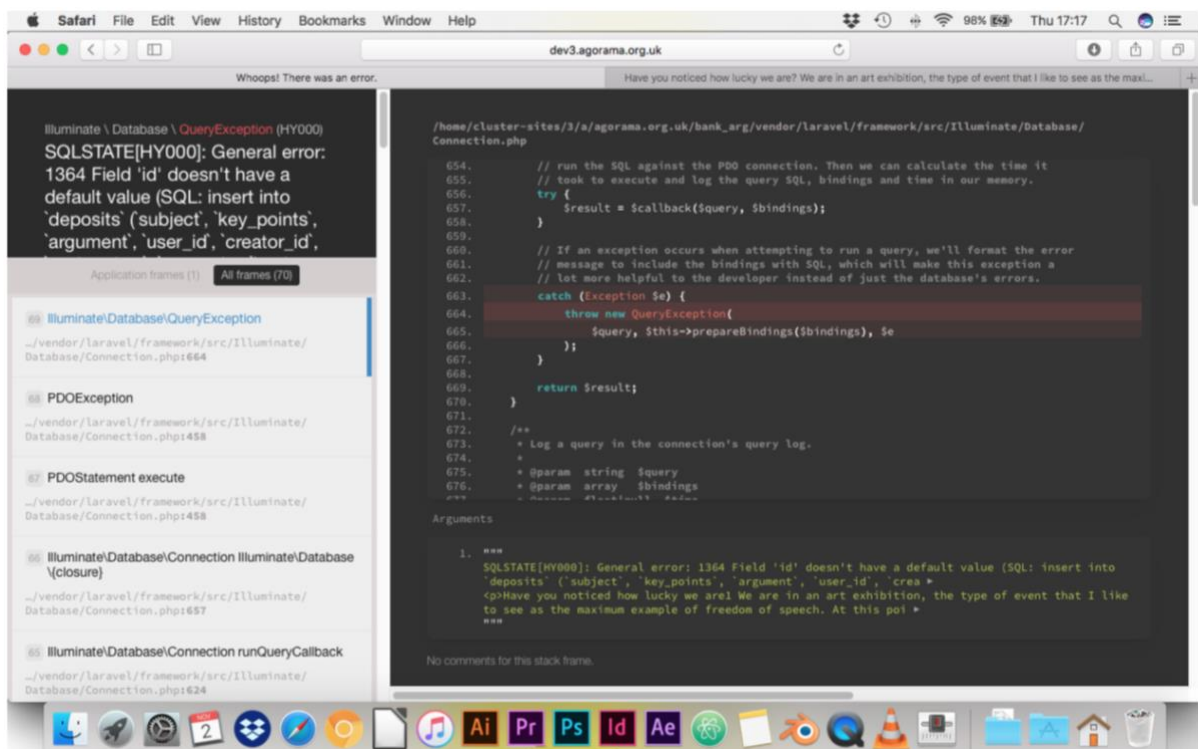 Safari File Edit View History Bookmarks Window Help 98% Thu 17:17
dev3.agorama.org.uk
Whoops! There was an error.
Have you noticed how lucky we are? We are in an art exhibition, the type of event that I like to see as the maxi...
Illuminate \ Database \ QueryException (HY000)
SQLSTATE[HY000]: General error:
1364 Field 'id' doesn't have a
default value (SQL: insert into
`deposits` (`subject`, `key_points`,
`argument`, `user_id`, `creator_id`,
Application frames (1) All frames (70)
69 Illuminate\Database\QueryException
…/vendor/laravel/framework/src/Illuminate/
Database/Connection.php:664
68 PDOException
…/vendor/laravel/framework/src/Illuminate/
Database/Connection.php:458
67 PDOStatement execute
…/vendor/laravel/framework/src/Illuminate/
Database/Connection.php:458
66 Illuminate\Database\Connection Illuminate\Database
\{closure}
…/vendor/laravel/framework/src/Illuminate/
Database/Connection.php:657
65 Illuminate\Database\Connection runQueryCallback
…/vendor/laravel/framework/src/Illuminate/
Database/Connection.php:624
/home/cluster-sites/3/a/agorama.org.uk/bank_arg/vendor/laravel/framework/src/Illuminate/Database/
Connection.php
654. // run the SQL against the PDO connection. Then we can calculate the time it
655. // took to execute and log the query SQL, bindings and time in our memory.
656. try {
657. $result = $callback($query, $bindings);
658. }
659.
660. // If an exception occurs when attempting to run a query, we'll format the error
661. // message to include the bindings with SQL, which will make this exception a
662. // lot more helpful to the developer instead of just the database's errors.
663. catch (Exception $e) {
664. throw new QueryException(
665. $query, $this->prepareBindings($bindings), $e
666. );
667. }
668.
669. return $result;
670. }
671.
672. /**
673. * Log a query in the connection's query log.
674. *
675. * @param string $query
676. * @param array $bindings
Arguments
1. """
SQLSTATE[HY000]: General error: 1364 Field 'id' doesn't have a default value (SQL: insert into
`deposits` (`subject`, `key_points`, `argument`, `user_id`, `crea ▶
<p>Have you noticed how lucky we are1 We are in an art exhibition, the type of event that I like
to see as the maximum example of freedom of speech. At this poi ▶
"""
No comments for this stack frame.
NOV
2
Ai Pr Ps Id Ae